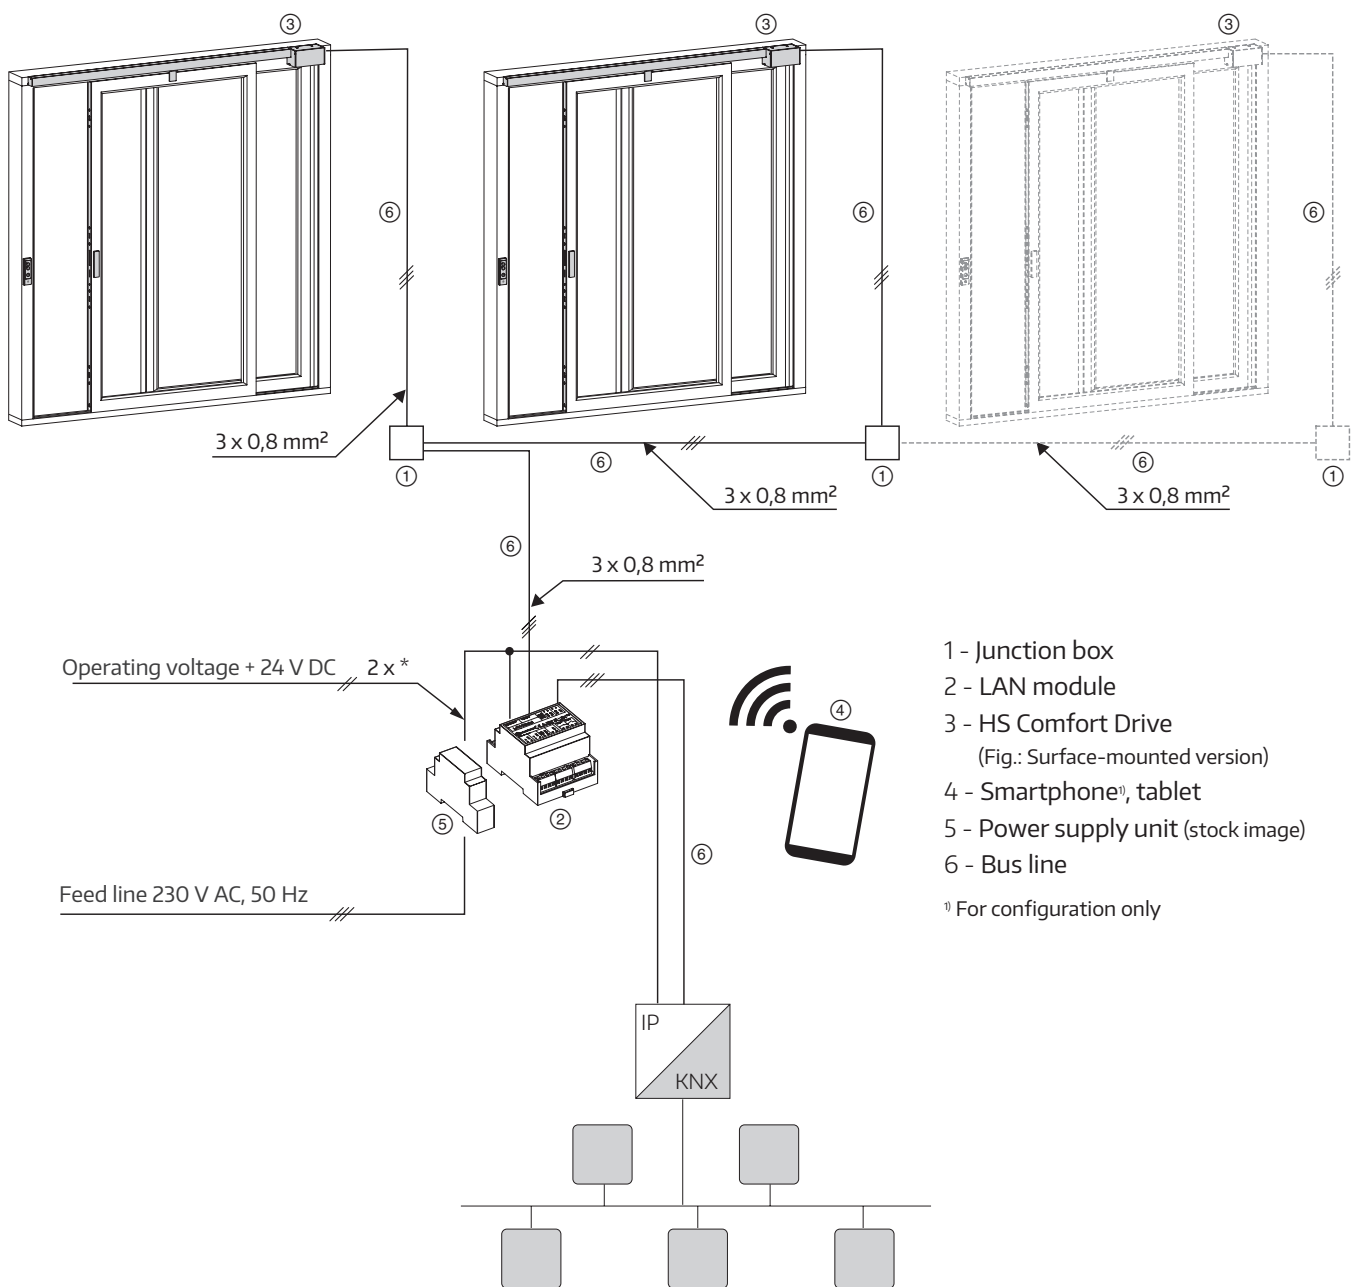 ③ ③ ③
⑥ ⑥ ⑥
3 x 0,8 mm²
① ⑥ ① ⑥ ①
3 x 0,8 mm² 3 x 0,8 mm²
⑥
3 x 0,8 mm²
Operating voltage + 24 V DC 2 x *
④
⑤ ②
⑥
Feed line 230 V AC, 50 Hz
1 - Junction box
2 - LAN module
3 - HS Comfort Drive
(Fig.: Surface-mounted version)
4 - Smartphone¹⁾, tablet
5 - Power supply unit (stock image)
6 - Bus line
¹⁾ For configuration only
IP
KNX